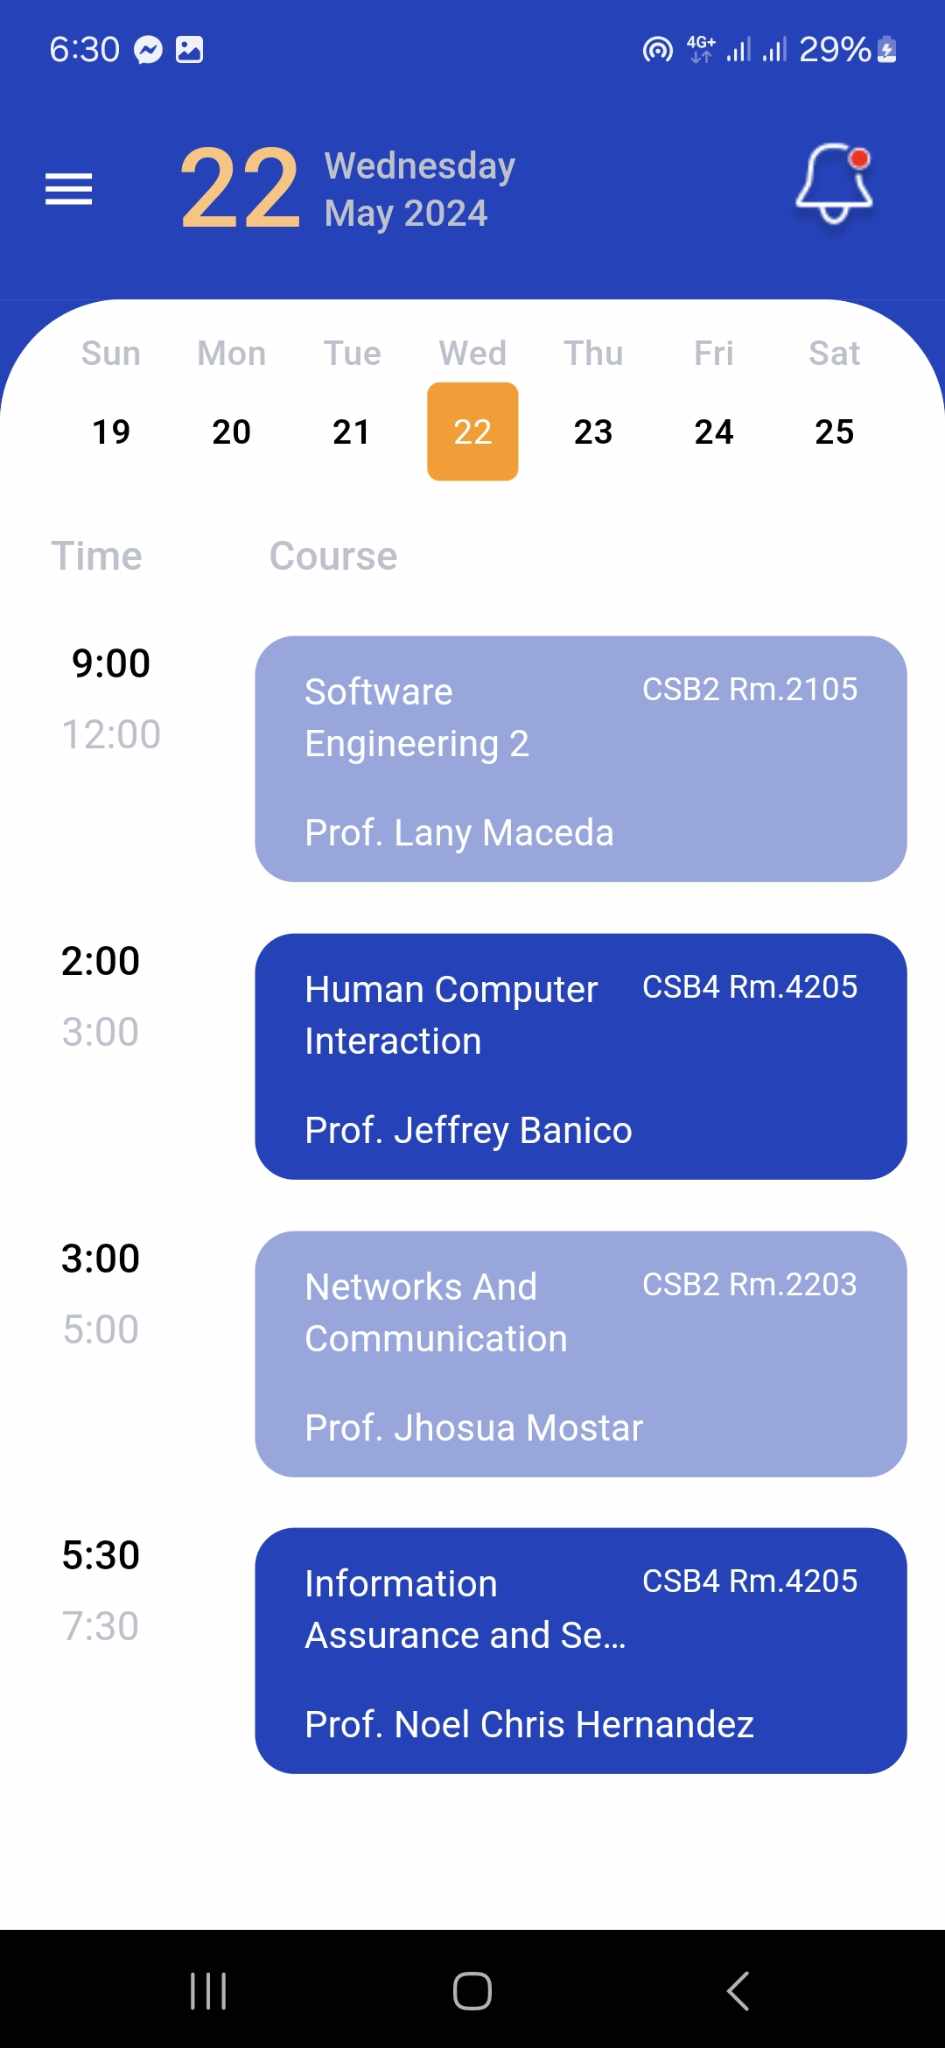 6:30 4G+ 29%
22 Wednesday
May 2024
Sun Mon Tue Wed Thu Fri Sat
19 20 21 22 23 24 25
Time Course
9:00
12:00
Software CSB2 Rm.2105
Engineering 2
Prof. Lany Maceda
2:00
3:00
Human Computer CSB4 Rm.4205
Interaction
Prof. Jeffrey Banico
3:00
5:00
Networks And CSB2 Rm.2203
Communication
Prof. Jhosua Mostar
5:30
7:30
Information CSB4 Rm.4205
Assurance and Se...
Prof. Noel Chris Hernandez